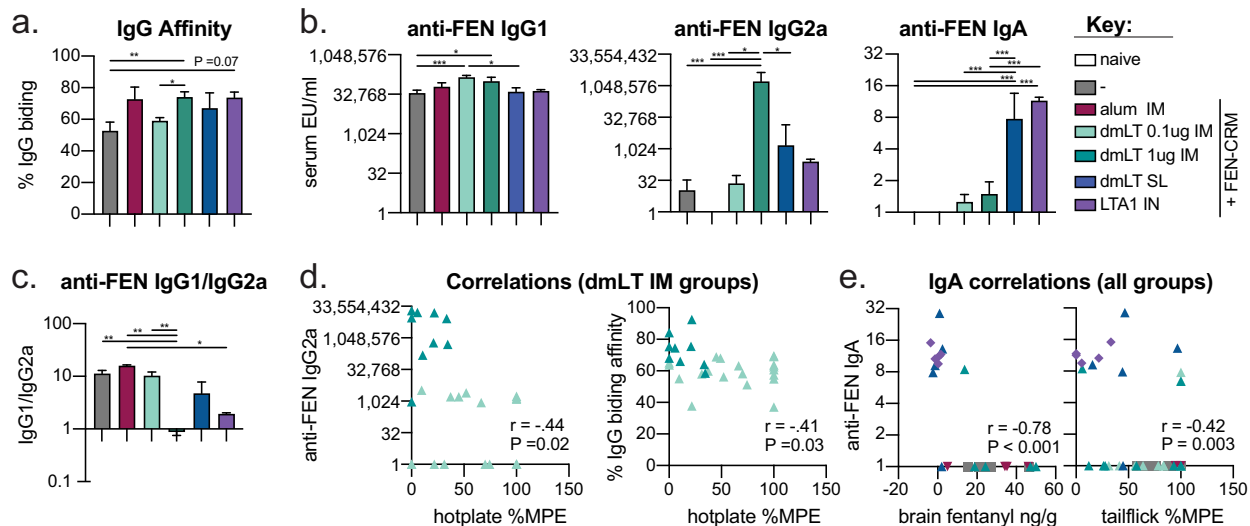 a.
IgG Affinity
% IgG biding
100
80
60
40
20
0
**
P =0.07
*
b.
anti-FEN IgG1
serum EU/ml
1,048,576
32,768
1,024
32
1
*
***
*
anti-FEN IgG2a
33,554,432
1,048,576
32,768
1,024
32
1
***
***
*
*
anti-FEN IgA
32
16
8
4
2
1
***
***
***
***
***
Key:
naive
-
alum IM
dmLT 0.1ug IM
dmLT 1ug IM
dmLT SL
LTA1 IN
+ FEN-CRM
c.
anti-FEN IgG1/IgG2a
IgG1/IgG2a
100
10
1
0.1
**
**
**
*
d.
Correlations (dmLT IM groups)
anti-FEN IgG2a
33,554,432
1,048,576
32,768
1,024
32
1
r = -.44
P =0.02
0 50 100 150
hotplate %MPE
% IgG biding affinity
100
80
60
40
20
0
r = -.41
P =0.03
0 50 100 150
hotplate %MPE
e.
IgA correlations (all groups)
anti-FEN IgA
32
16
8
4
2
1
r = -0.78
P < 0.001
-20 0 20 40 60
brain fentanyl ng/g
r = -0.42
P = 0.003
0 50 100 150
tailflick %MPE